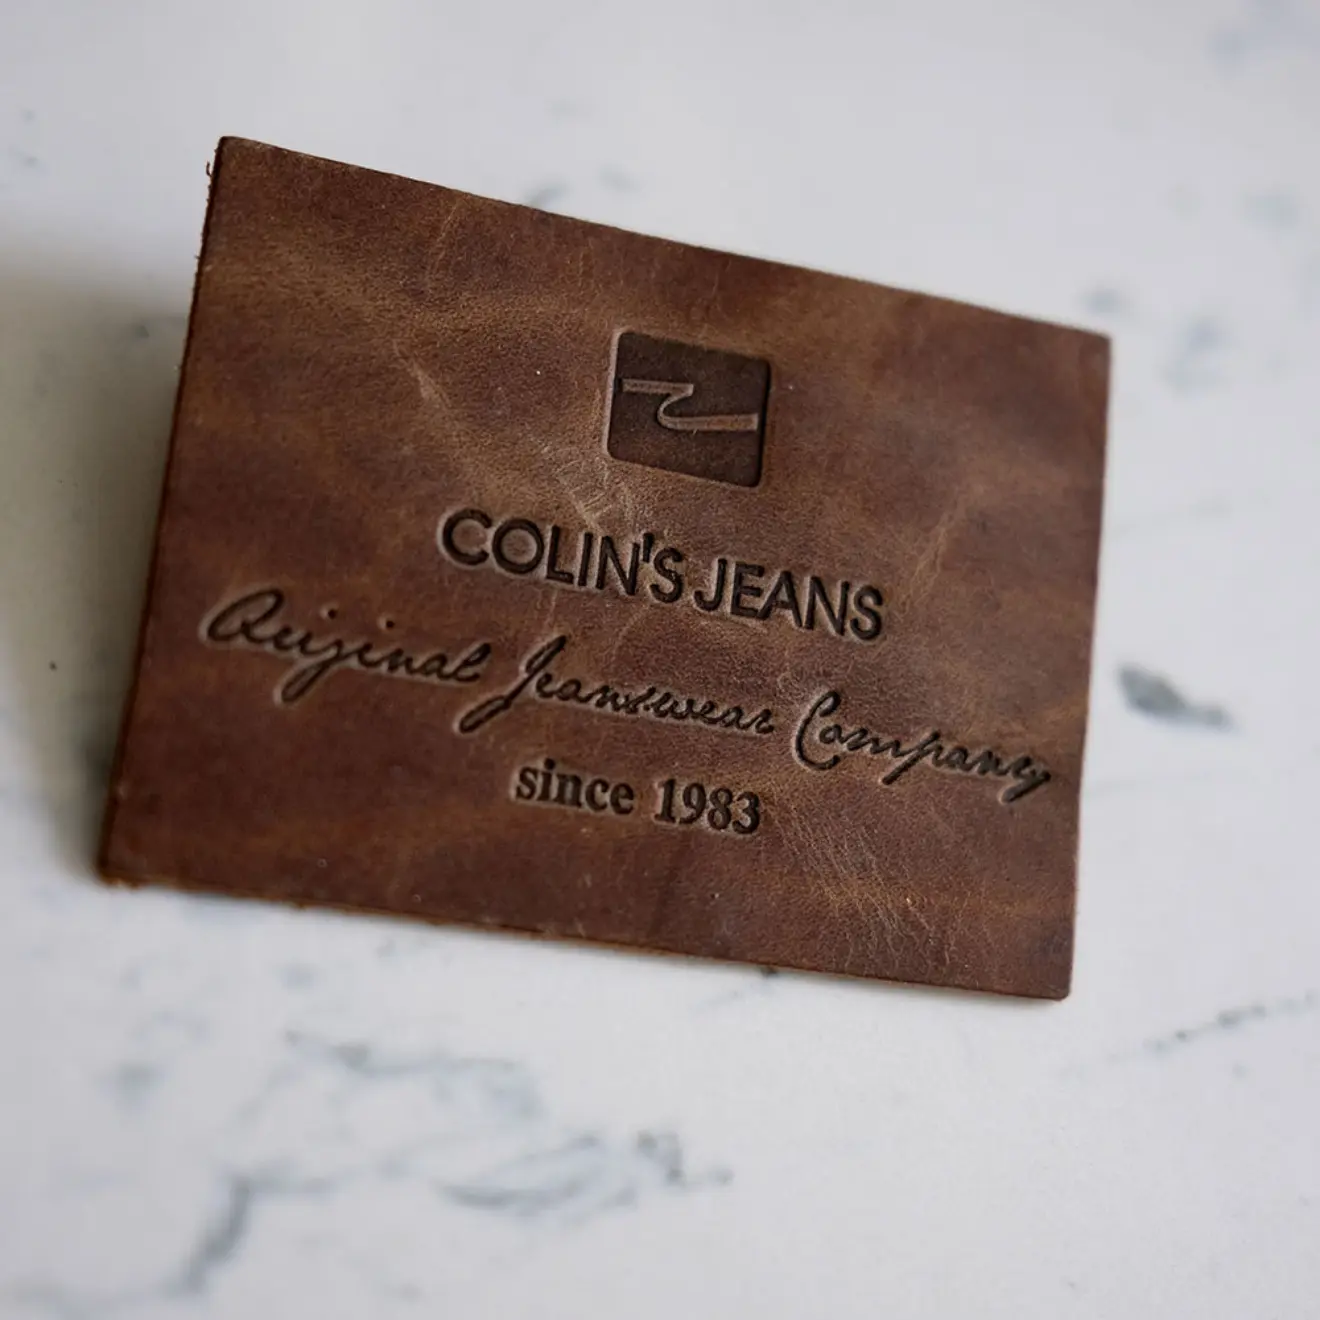 COLIN'S JEANS
Original Jeanswear Company
since 1983